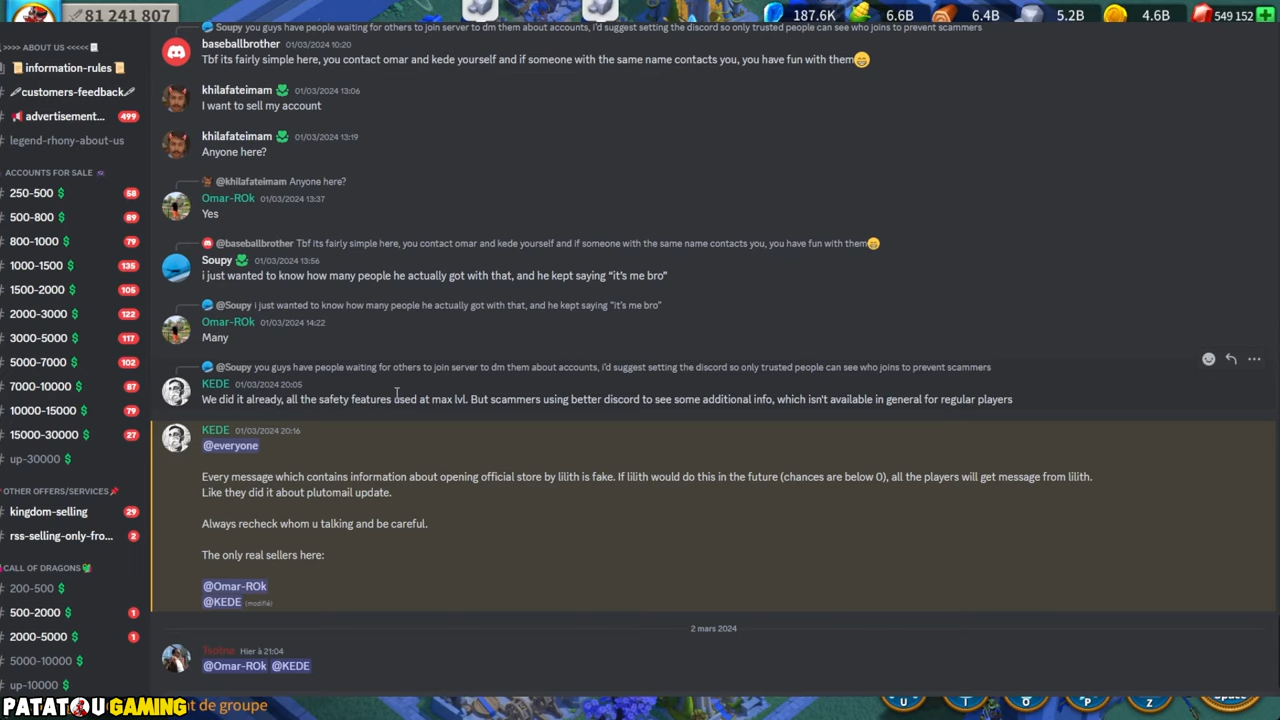 81 241 807
187.6K
6.6B
6.4B
5.2B
4.6B
549 152
>>>> ABOUT US <<<<<
information-rules
customers-feedback
advertisement... 499
legend-rhony-about-us
ACCOUNTS FOR SALE
250-500 $ 58
500-800 $ 89
800-1000 $ 79
1000-1500 $ 135
1500-2000 $ 105
2000-3000 $ 122
3000-5000 $ 117
5000-7000 $ 102
7000-10000 $ 87
10000-15000 $ 79
15000-30000 $ 27
up-30000 $
OTHER OFFERS/SERVICES
kingdom-selling 29
rss-selling-only-fro... 2
CALL OF DRAGONS
200-500 $
500-2000 $ 1
2000-5000 $ 1
5000-10000 $
up-10000 $
Soupy you guys have people waiting for others to join server to dm them about accounts, i'd suggest setting the discord so only trusted people can see who joins to prevent scammers
baseballbrother 01/03/2024 10:20
Tbf its fairly simple here, you contact omar and kede yourself and if someone with the same name contacts you, you have fun with them
khilafateimam 01/03/2024 13:06
I want to sell my account
khilafateimam 01/03/2024 13:19
Anyone here?
@khilafateimam Anyone here?
Omar-ROk 01/03/2024 13:37
Yes
@baseballbrother Tbf its fairly simple here, you contact omar and kede yourself and if someone with the same name contacts you, you have fun with them
Soupy 01/03/2024 13:56
i just wanted to know how many people he actually got with that, and he kept saying “it’s me bro”
@Soupy i just wanted to know how many people he actually got with that, and he kept saying “it’s me bro”
Omar-ROk 01/03/2024 14:22
Many
@Soupy you guys have people waiting for others to join server to dm them about accounts, i'd suggest setting the discord so only trusted people can see who joins to prevent scammers
KEDE 01/03/2024 20:05
We did it already, all the safety features used at max lvl. But scammers using better discord to see some additional info, which isn't available in general for regular players
KEDE 01/03/2024 20:16
@everyone
Every message which contains information about opening official store by lilith is fake. If lilith would do this in the future (chances are below 0), all the players will get message from lilith.
Like they did it about plutomail update.
Always recheck whom u talking and be careful.
The only real sellers here:
@Omar-ROk
@KEDE (modifié)
2 mars 2024
Hier à 21:04
@Omar-ROk @KEDE
PATATOU GAMING
nt de groupe
U
T
O
P
Z
Space